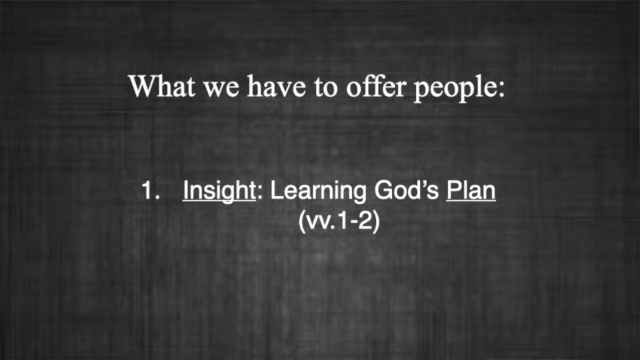 What we have to offer people:
1. Insight: Learning God’s Plan
(vv.1-2)